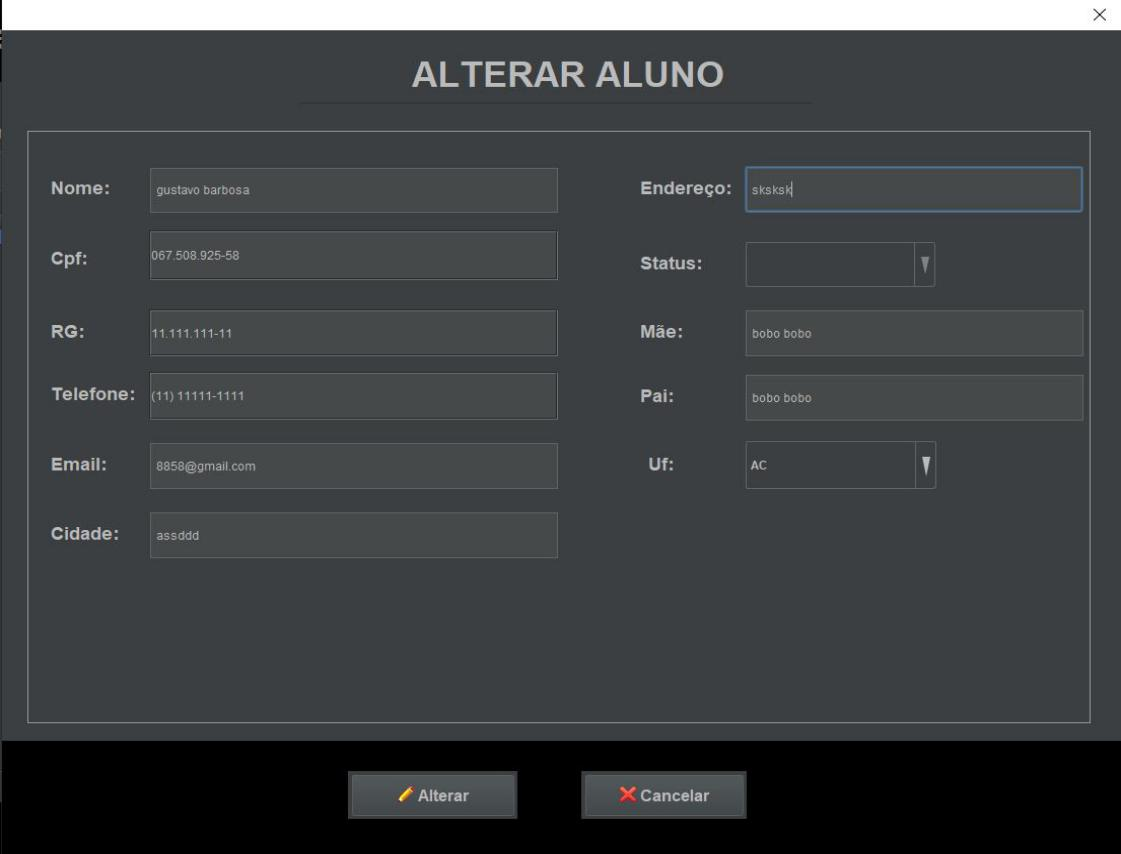 ALTERAR ALUNO
Nome: gustavo barbosa
Endereço: sksksk
Cpf: 067.508.925-58
Status:
RG: 11.111.111-11
Mãe: bobo bobo
Telefone: (11) 11111-1111
Pai: bobo bobo
Email: 8858@gmail.com
Uf: AC
Cidade: assddd
Alterar
Cancelar